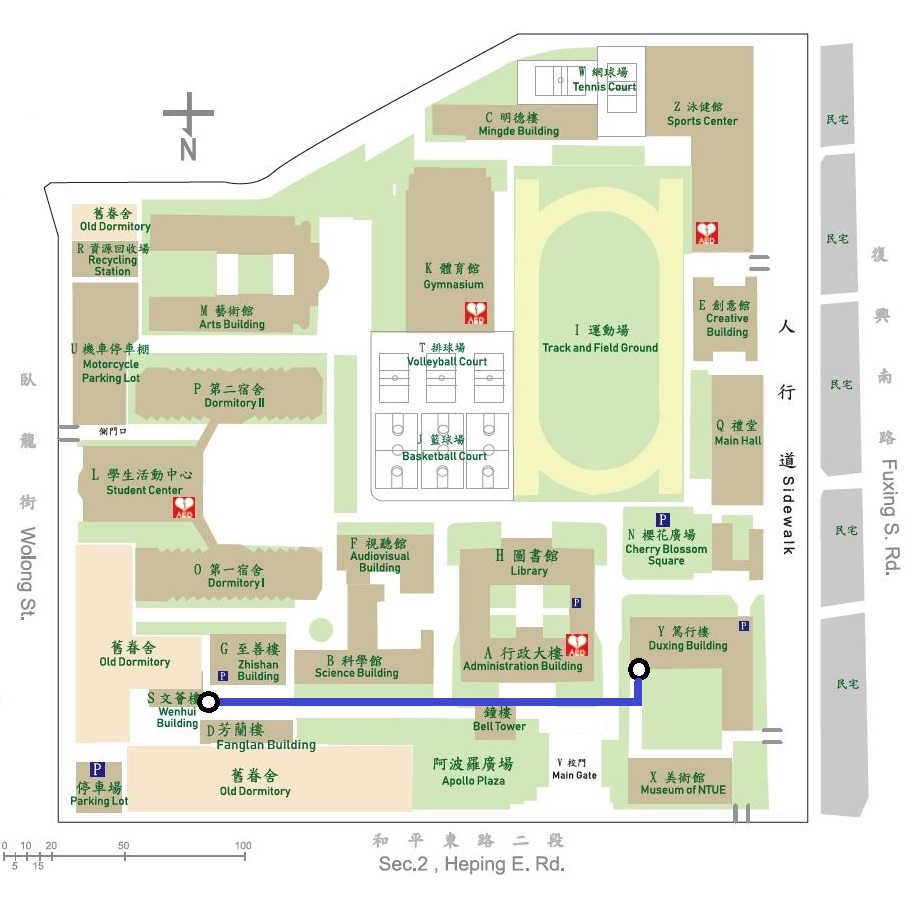 W 網球場
Tennis Court
C 明德樓
Mingde Building
Z 泳健館
Sports Center
民宅
N
舊眷舍
Old Dormitory
R 資源回收場
Recycling
Station
AED
民宅
復興南路 Fuxing S. Rd.
K 體育館
Gymnasium
AED
E 創意館
Creative
Building
M 藝術館
Arts Building
I 運動場
Track and Field Ground
人行道 Sidewalk
U 機車停車棚
Motorcycle
Parking Lot
T 排球場
Volleyball Court
臥龍街 Wolong St.
P 第二宿舍
Dormitory II
民宅
側門口
J 籃球場
Basketball Court
Q 禮堂
Main Hall
L 學生活動中心
Student Center
AED
P
N 櫻花廣場
Cherry Blossom
Square
民宅
F 視聽館
Audiovisual
Building
H 圖書館
Library
O 第一宿舍
Dormitory I
P
P
舊眷舍
Old Dormitory
G 至善樓
Zhishan
Building
P
B 科學館
Science Building
A 行政大樓
Administration Building
AED
Y 篤行樓
Duxing Building
民宅
S 文薈樓
Wenhui
Building
D 芳蘭樓
Fanglan Building
鐘樓
Bell Tower
P
停車場
Parking Lot
舊眷舍
Old Dormitory
阿波羅廣場
Apollo Plaza
V 校門
Main Gate
X 美術館
Museum of NTUE
和平東路二段
Sec.2 , Heping E. Rd.
0 10 20 50 100
5 15